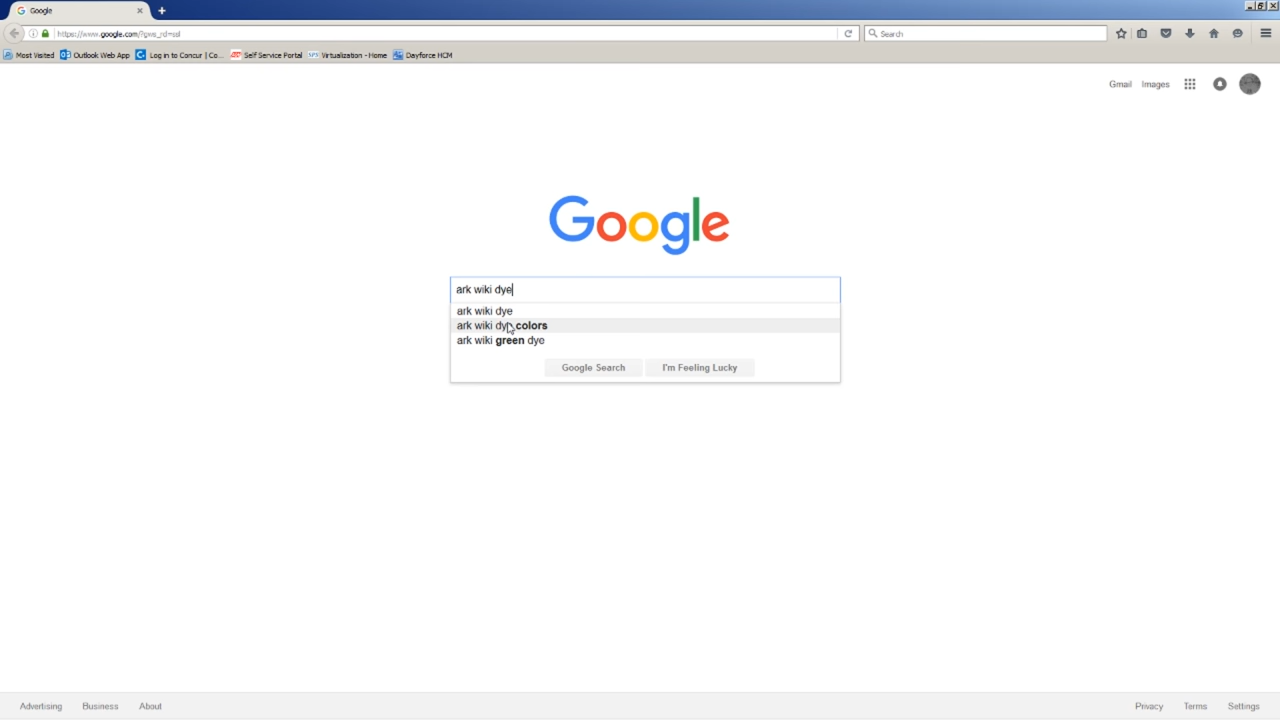 Google
https://www.google.com/?gws_rd=ssl
Search
Most Visited
Outlook Web App
Log in to Concur | Co...
Self Service Portal
Virtualization - Home
Dayforce HCM
Gmail
Images
Google
ark wiki dye
ark wiki dye
ark wiki dye colors
ark wiki green dye
Google Search
I'm Feeling Lucky
Advertising
Business
About
Privacy
Terms
Settings